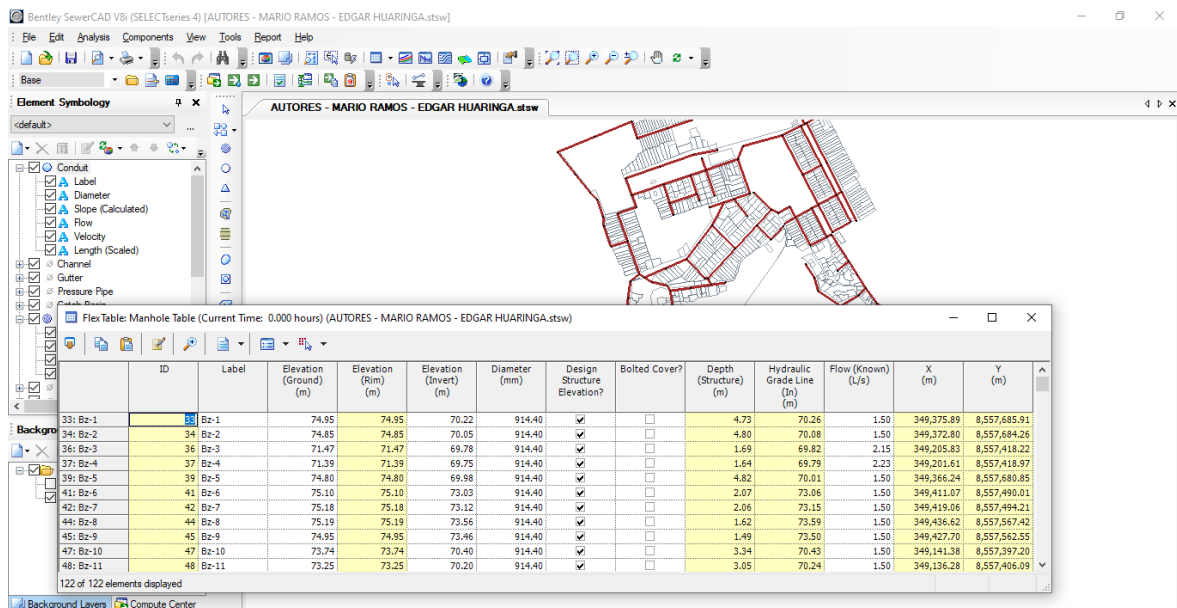 Bentley SewerCAD V8i (SELECTseries 4) [AUTORES - MARIO RAMOS - EDGAR HUARINGA.stsw]
File Edit Analysis Components View Tools Report Help
Base
Element Symbology
AUTORES - MARIO RAMOS - EDGAR HUARINGA.stsw
<default>
...
Conduit
Label
Diameter
Slope (Calculated)
Flow
Velocity
Length (Scaled)
Channel
Gutter
Pressure Pipe
Catch Basin
Backgro
FlexTable: Manhole Table (Current Time: 0.000 hours) (AUTORES - MARIO RAMOS - EDGAR HUARINGA.stsw)
ID Label Elevation (Ground) (m) Elevation (Rim) (m) Elevation (Invert) (m) Diameter (mm) Design Structure Elevation? Bolted Cover? Depth (Structure) (m) Hydraulic Grade Line (In) (m) Flow (Known) (L/s) X (m) Y (m)
33: Bz-1 33 Bz-1 74.95 74.95 70.22 914.40 4.73 70.26 1.50 349,375.89 8,557,685.91
34: Bz-2 34 Bz-2 74.85 74.85 70.05 914.40 4.80 70.08 1.50 349,372.80 8,557,684.26
36: Bz-3 36 Bz-3 71.47 71.47 69.78 914.40 1.69 69.82 2.15 349,205.83 8,557,418.22
37: Bz-4 37 Bz-4 71.39 71.39 69.75 914.40 1.64 69.79 2.23 349,201.61 8,557,418.97
39: Bz-5 39 Bz-5 74.80 74.80 69.98 914.40 4.82 70.01 1.50 349,366.24 8,557,680.85
41: Bz-6 41 Bz-6 75.10 75.10 73.03 914.40 2.07 73.06 1.50 349,411.07 8,557,490.01
42: Bz-7 42 Bz-7 75.18 75.18 73.12 914.40 2.06 73.15 1.50 349,419.06 8,557,494.21
44: Bz-8 44 Bz-8 75.19 75.19 73.56 914.40 1.62 73.59 1.50 349,436.62 8,557,567.42
45: Bz-9 45 Bz-9 74.95 74.95 73.46 914.40 1.49 73.50 1.50 349,427.70 8,557,562.55
47: Bz-10 47 Bz-10 73.74 73.74 70.40 914.40 3.34 70.43 1.50 349,141.38 8,557,397.20
48: Bz-11 48 Bz-11 73.25 73.25 70.20 914.40 3.05 70.24 1.50 349,136.28 8,557,406.09
122 of 122 elements displayed
Background Layers Compute Center